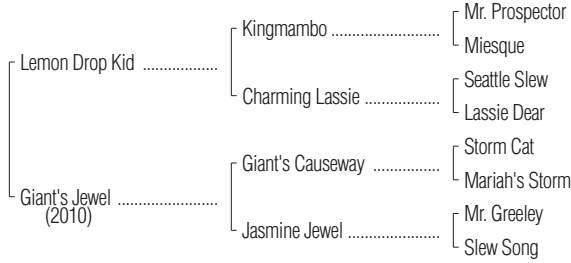 Lemon Drop Kid ..................
Giant's Jewel ..................
(2010)
Kingmambo ....................
Charming Lassie ..............
Giant's Causeway ............
Jasmine Jewel ................
Mr. Prospector
Miesque
Seattle Slew
Lassie Dear
Storm Cat
Mariah's Storm
Mr. Greeley
Slew Song